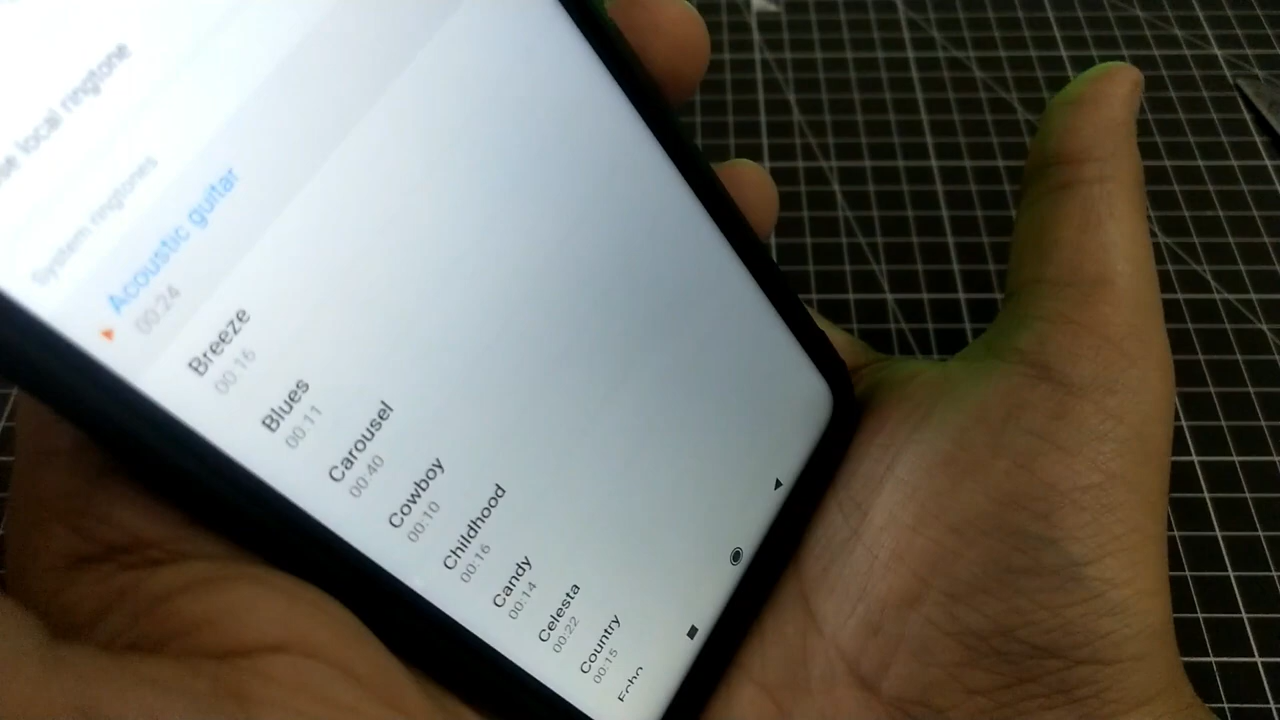 local ringtone
System ringtones
Acoustic guitar
00:24
Breeze
00:16
Blues
00:11
Carousel
00:40
Cowboy
00:10
Childhood
00:16
Candy
00:14
Celesta
00:22
Country
00:15
Echo